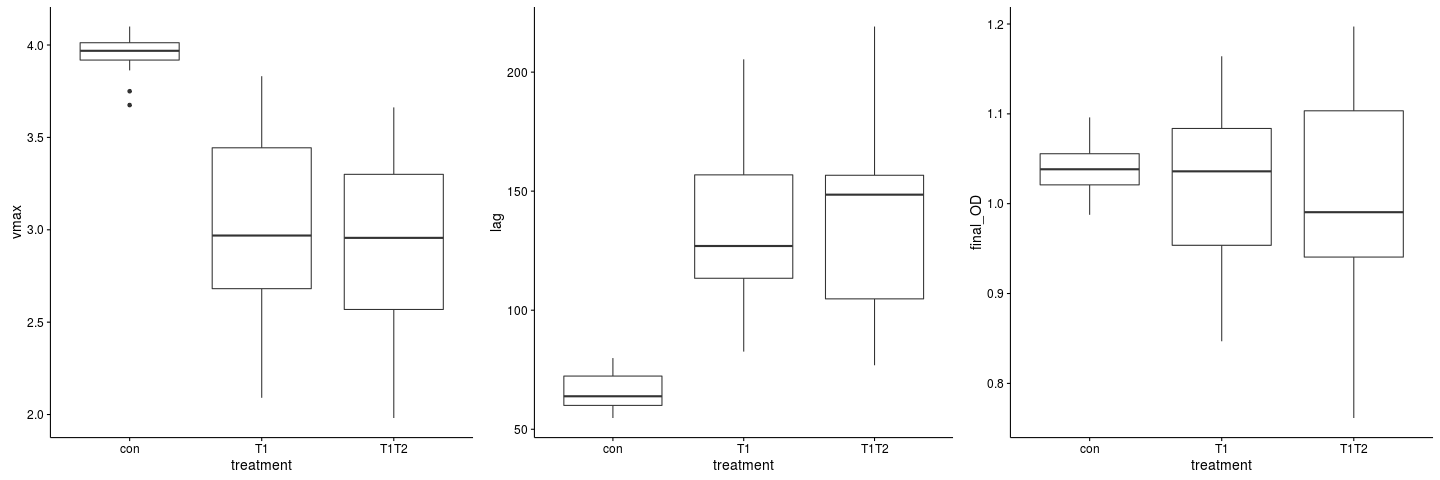 vmax
4.0
3.5
3.0
2.5
2.0
con T1 T1T2
treatment
lag
200
150
100
50
con T1 T1T2
treatment
final_OD
1.2
1.1
1.0
0.9
0.8
con T1 T1T2
treatment